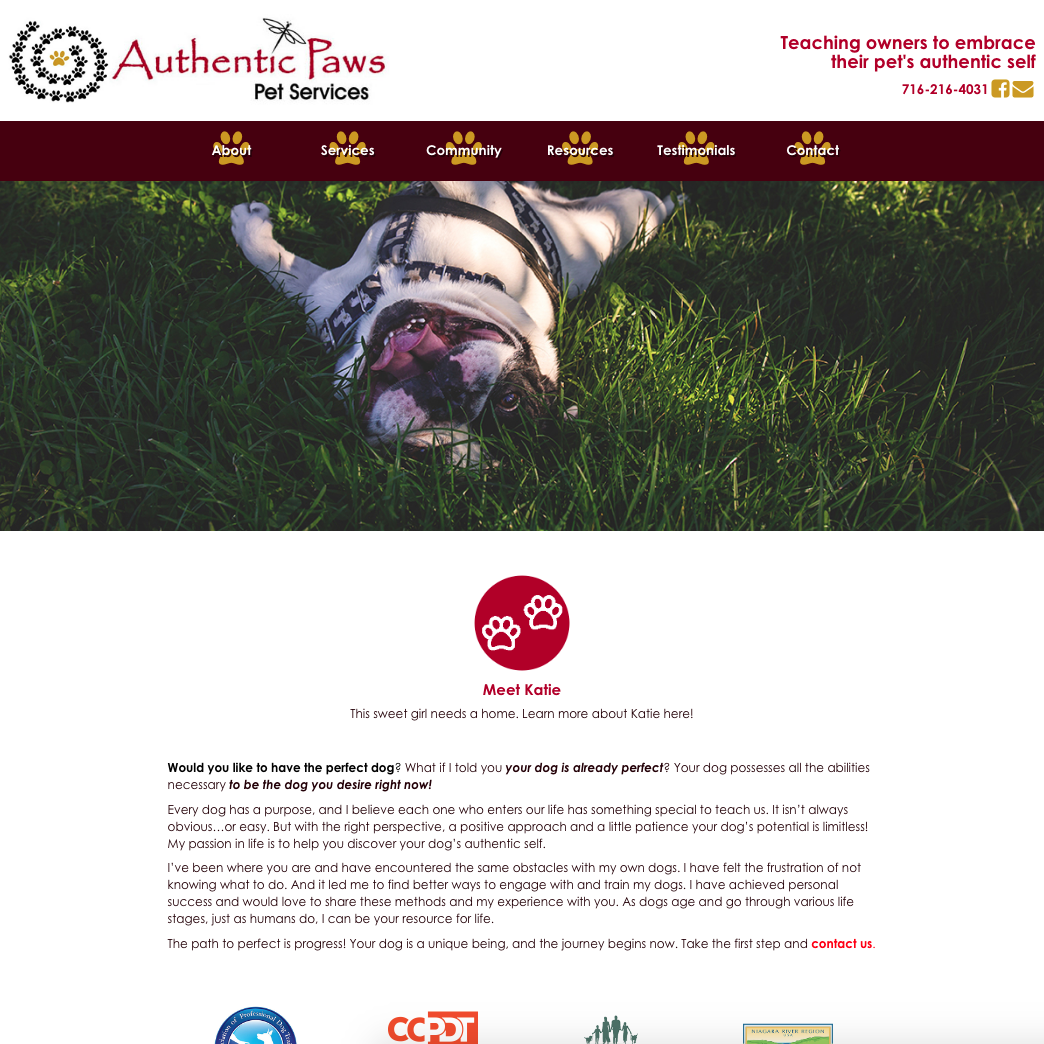 Authentic Paws
Pet Services
Teaching owners to embrace
their pet's authentic self
716-216-4031
About
Services
Community
Resources
Testimonials
Contact
Meet Katie
This sweet girl needs a home. Learn more about Katie here!
Would you like to have the perfect dog? What if I told you your dog is already perfect? Your dog possesses all the abilities
necessary to be the dog you desire right now!
Every dog has a purpose, and I believe each one who enters our life has something special to teach us. It isn’t always
obvious…or easy. But with the right perspective, a positive approach and a little patience your dog’s potential is limitless!
My passion in life is to help you discover your dog’s authentic self.
I’ve been where you are and have encountered the same obstacles with my own dogs. I have felt the frustration of not
knowing what to do. And it led me to find better ways to engage with and train my dogs. I have achieved personal
success and would love to share these methods and my experience with you. As dogs age and go through various life
stages, just as humans do, I can be your resource for life.
The path to perfect is progress! Your dog is a unique being, and the journey begins now. Take the first step and contact us.
of Professional Dog
CCPDT
NIAGARA RIVER REGION